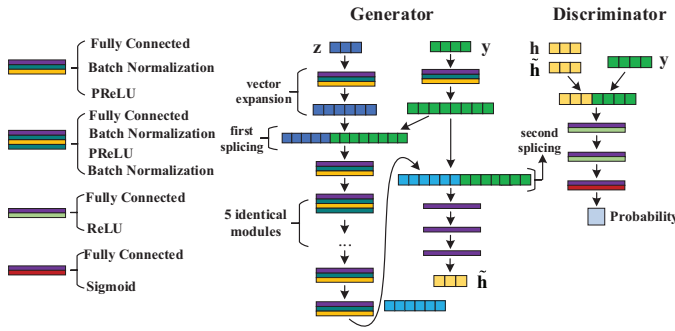 Generator
Discriminator
Fully Connected
Batch Normalization
PReLU
Fully Connected
Batch Normalization
PReLU
Batch Normalization
Fully Connected
ReLU
Fully Connected
Sigmoid
z
y
vector
expansion
first
splicing
5 identical
modules
...
second
splicing
h̃
h
h̃
y
Probability